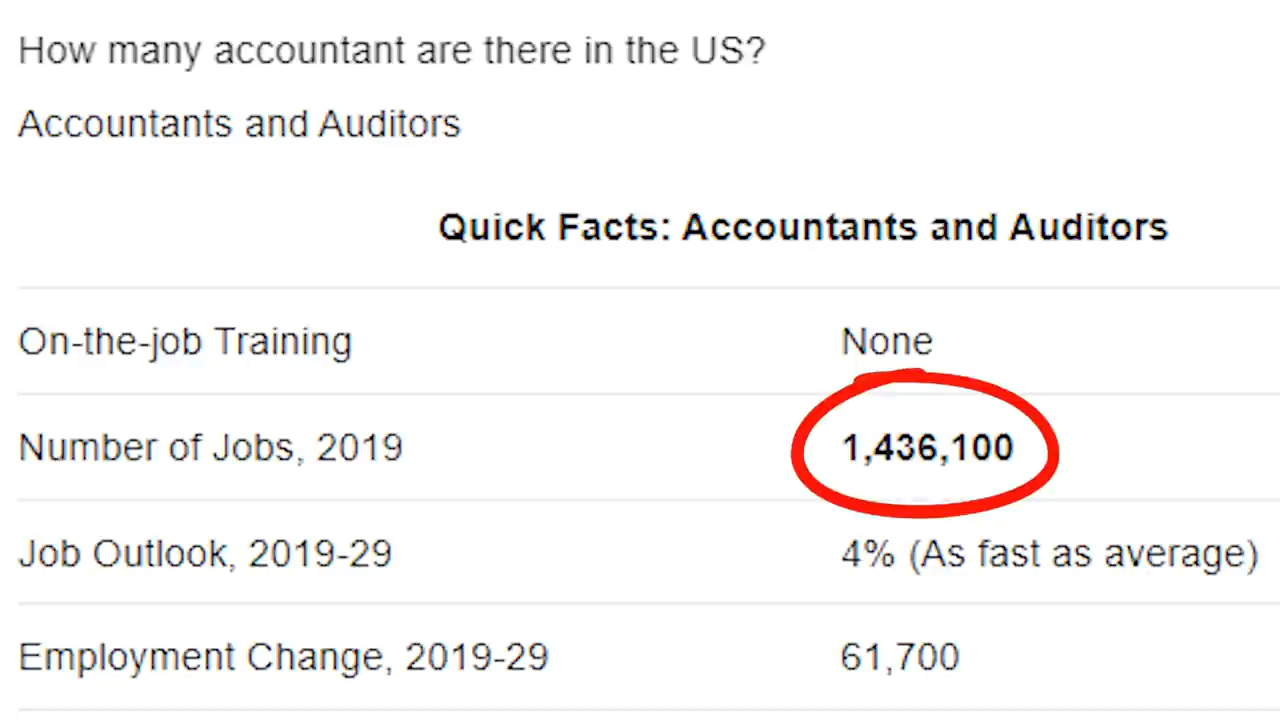 How many accountant are there in the US?
Accountants and Auditors
Quick Facts: Accountants and Auditors
On-the-job Training None
Number of Jobs, 2019 1,436,100
Job Outlook, 2019-29 4% (As fast as average)
Employment Change, 2019-29 61,700